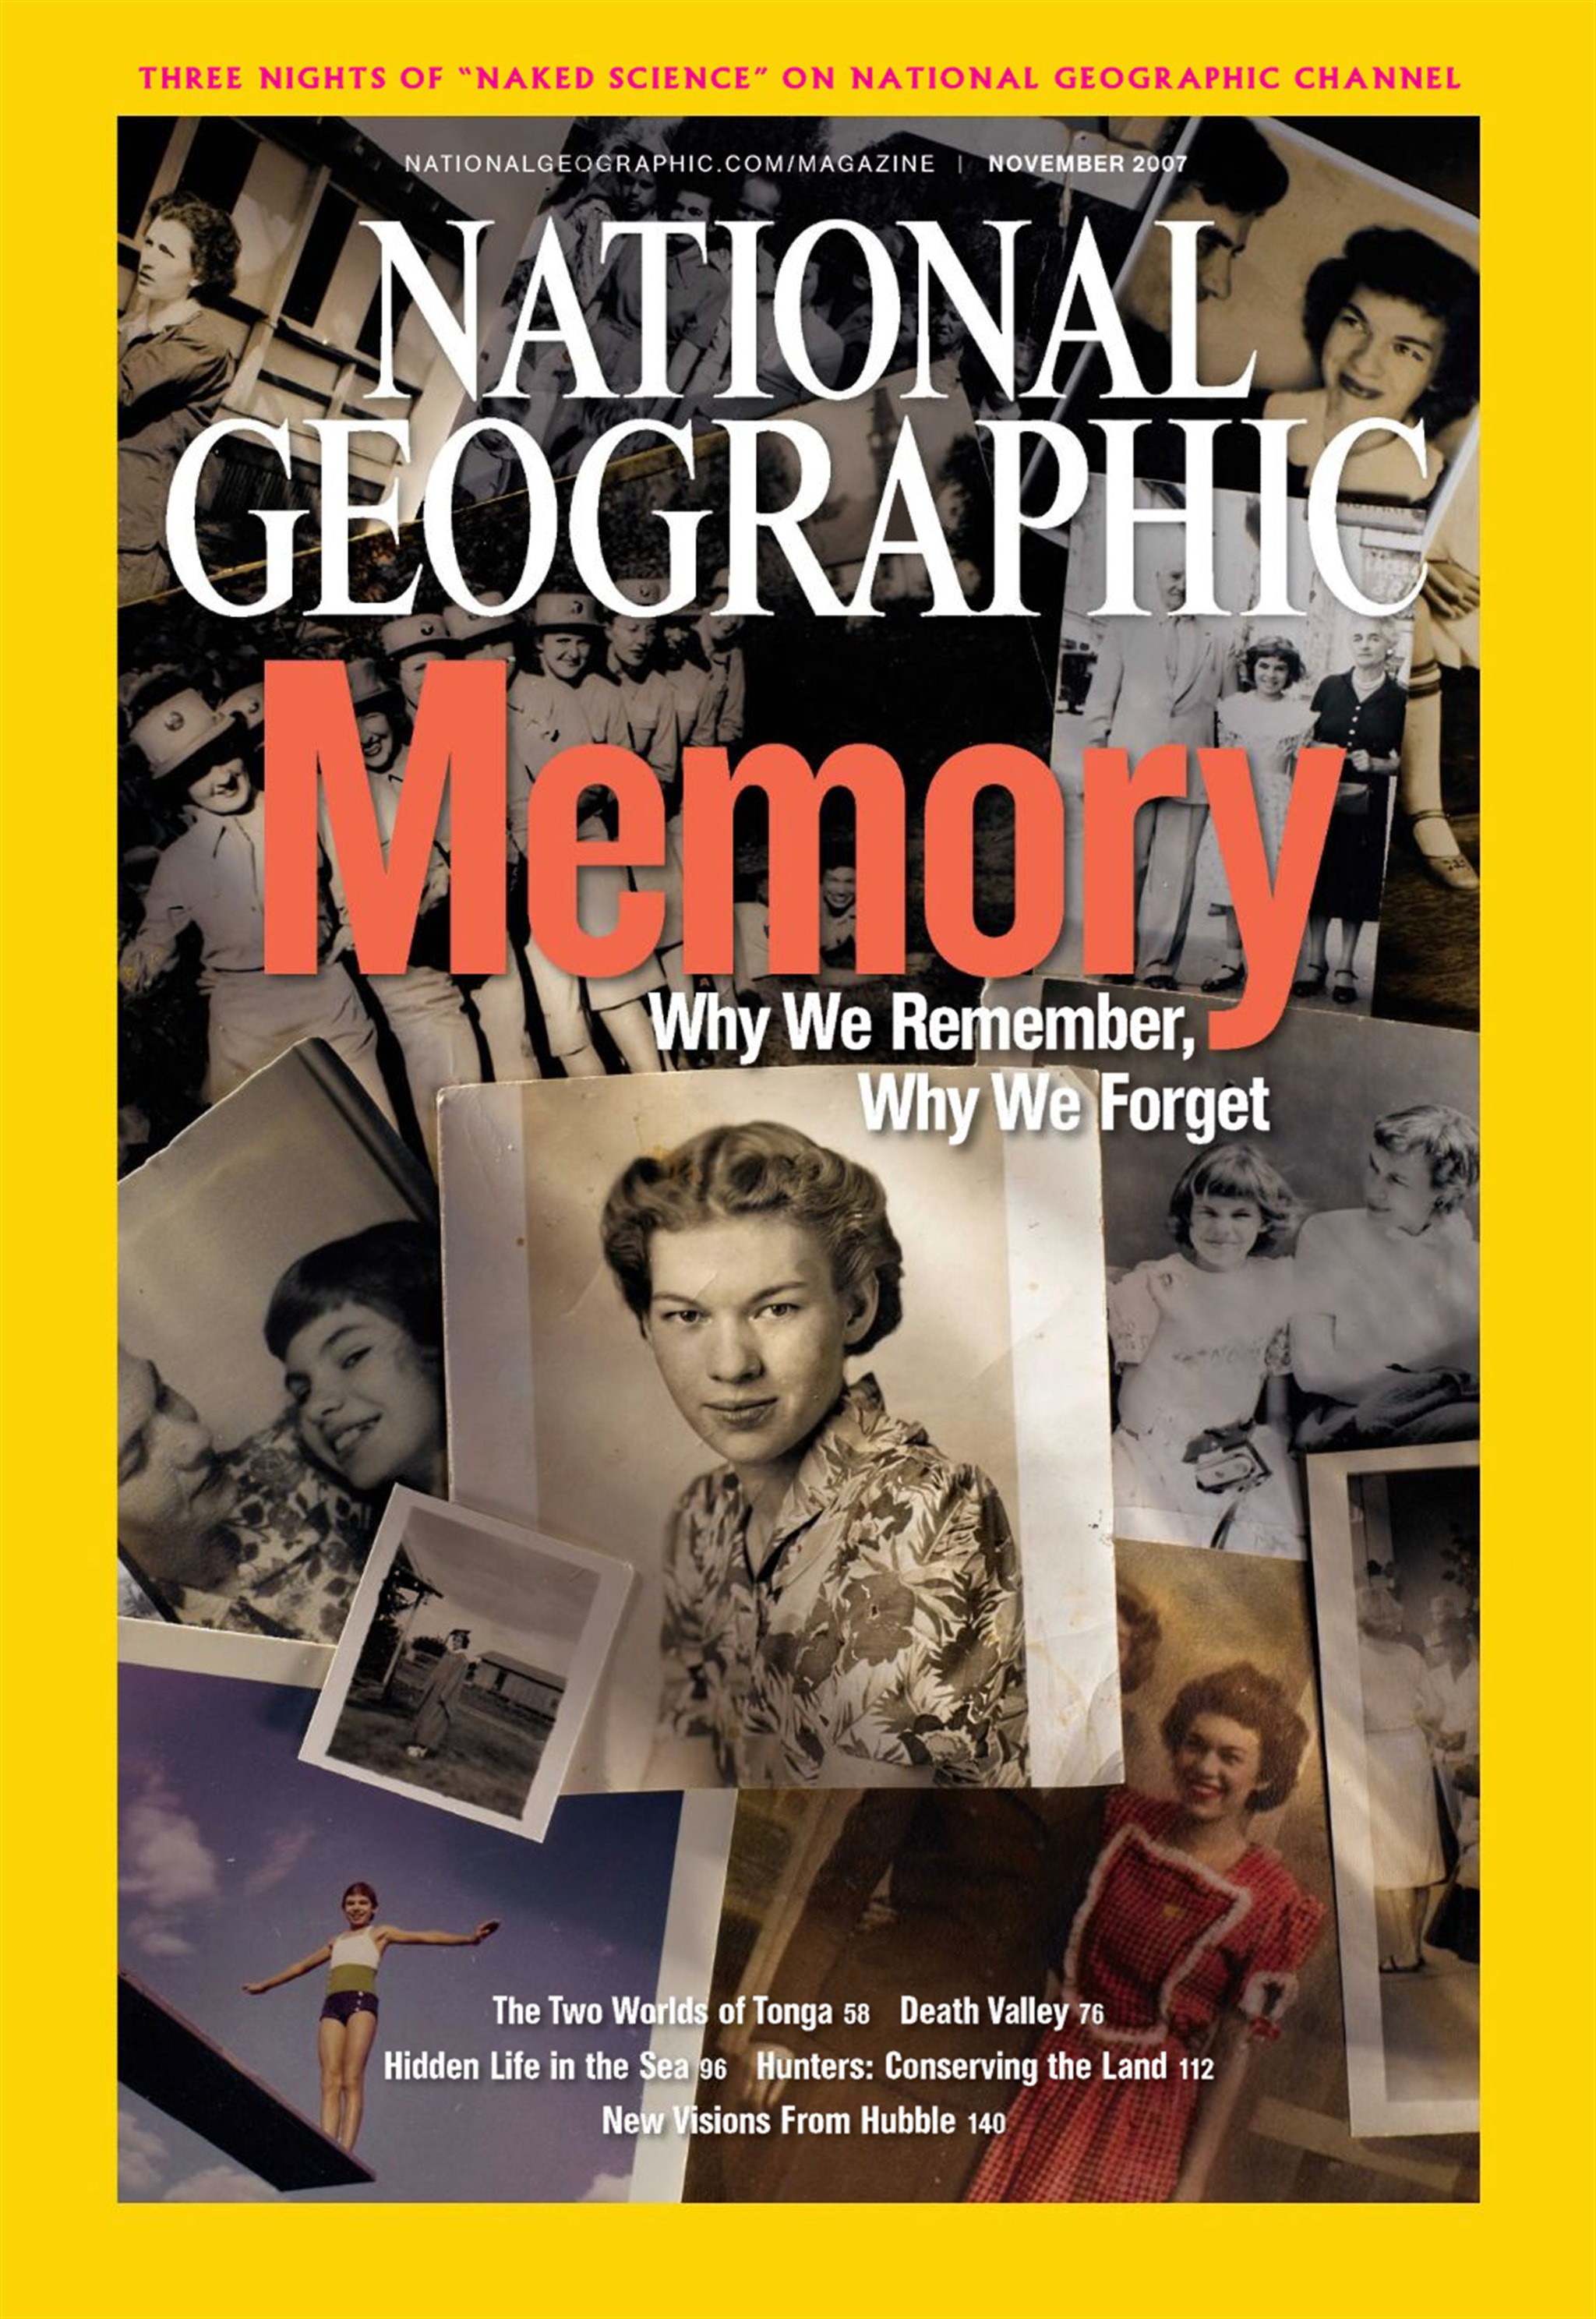 THREE NIGHTS OF “NAKED SCIENCE” ON NATIONAL GEOGRAPHIC CHANNEL
NATIONALGEOGRAPHIC.COM/MAGAZINE | NOVEMBER 2007
NATIONAL
GEOGRAPHIC
Memory
Why We Remember,
Why We Forget
The Two Worlds of Tonga 58 Death Valley 76
Hidden Life in the Sea 96 Hunters: Conserving the Land 112
New Visions From Hubble 140